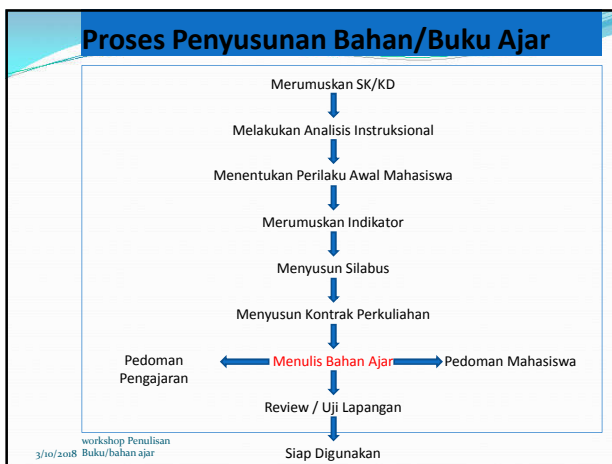 Proses Penyusunan Bahan/Buku Ajar
Merumuskan SK/KD
Melakukan Analisis Instruksional
Menentukan Perilaku Awal Mahasiswa
Merumuskan Indikator
Menyusun Silabus
Menyusun Kontrak Perkuliahan
Pedoman
Pengajaran
Menulis Bahan Ajar
Pedoman Mahasiswa
Review / Uji Lapangan
workshop Penulisan
3/10/2018 Buku/bahan ajar
Siap Digunakan